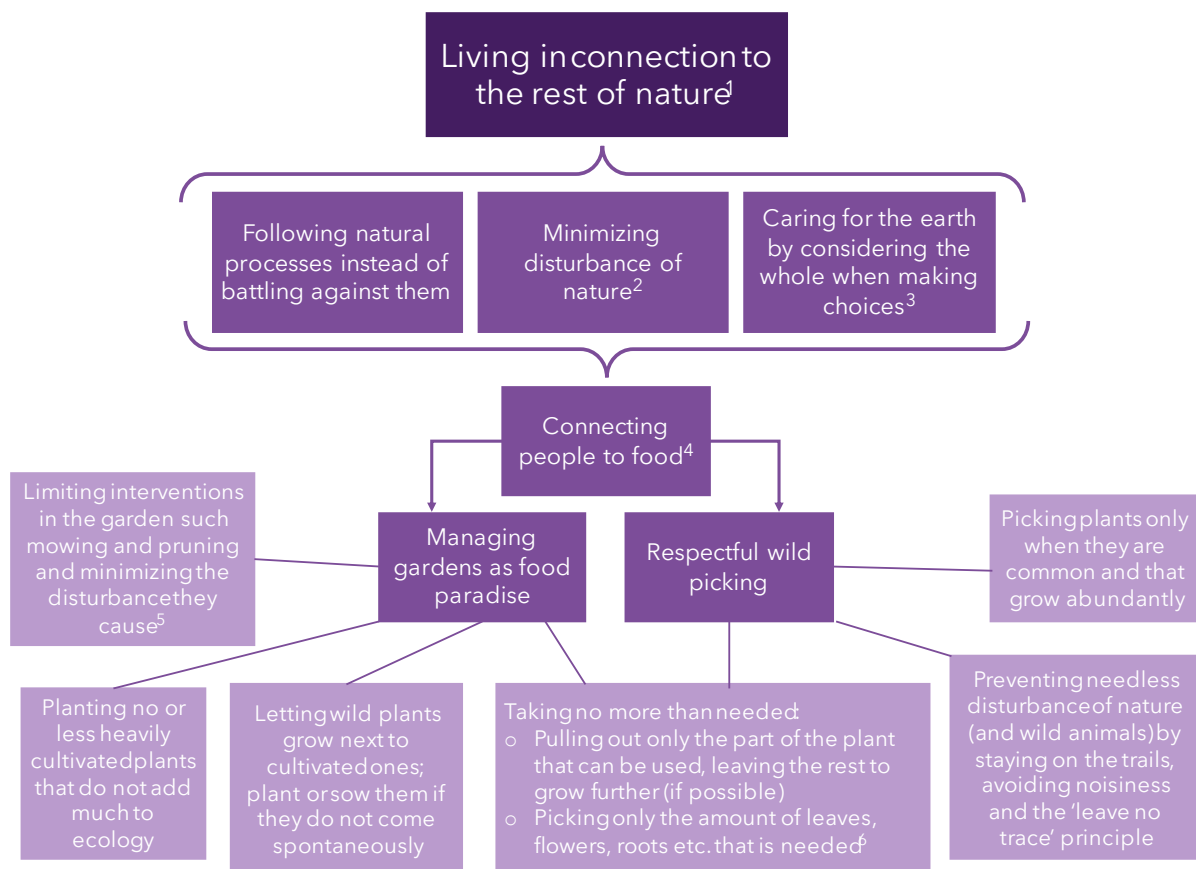 Living in connection to
the rest of nature1
Following natural
processes instead of
battling against them
Minimizing
disturbance of
nature2
Caring for the earth
by considering the
whole when making
choices3
Connecting
people to food4
Limiting interventions
in the garden such
mowing and pruning
and minimizing the
disturbance they
cause5
Managing
gardens as food
paradise
Respectful wild
picking
Picking plants only
when they are
common and that
grow abundantly
Planting no or
less heavily
cultivated plants
that do not add
much to
ecology
Letting wild plants
grow next to
cultivated ones;
plant or sow them if
they do not come
spontaneously
Taking no more than needed:
o Pulling out only the part of the plant
that can be used, leaving the rest to
grow further (if possible)
o Picking only the amount of leaves,
flowers, roots etc. that is needed6
Preventing needless
disturbance of nature
(and wild animals) by
staying on the trails,
avoiding noisiness
and the ‘leave no
trace’ principle